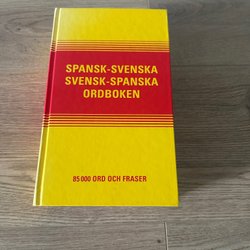 SPANSK-SVENSKA
SVENSK-SPANSKA
ORDBOKEN
85 000 ORD OCH FRASER